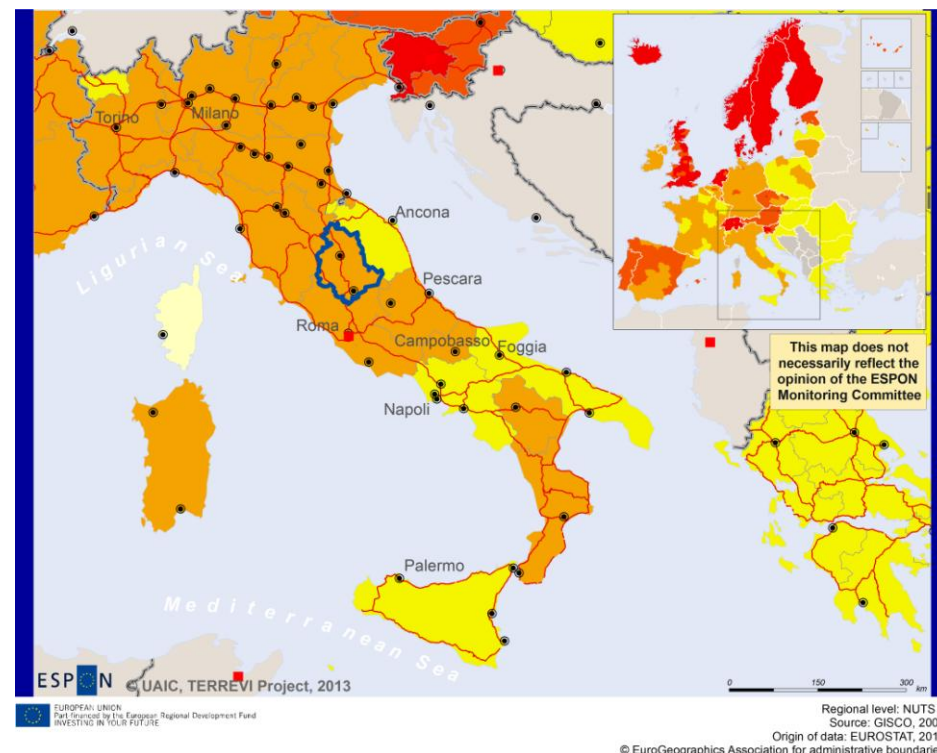 Torino
Milano
Ancona
Ligurian Sea
Pescara
Roma
Campobasso
Foggia
Napoli
This map does not
necessarily reflect the
opinion of the ESPON
Monitoring Committee
Palermo
Mediterranean Sea
ESPON
© UAIC, TERREVI Project, 2013
0 150 300
km
EUROPEAN UNION
Part financed by the European Regional Development Fund
INVESTING IN YOUR FUTURE
Regional level: NUTS
Source: GISCO, 200
Origin of data: EUROSTAT, 201
© EuroGeographics Association for administrative boundarie